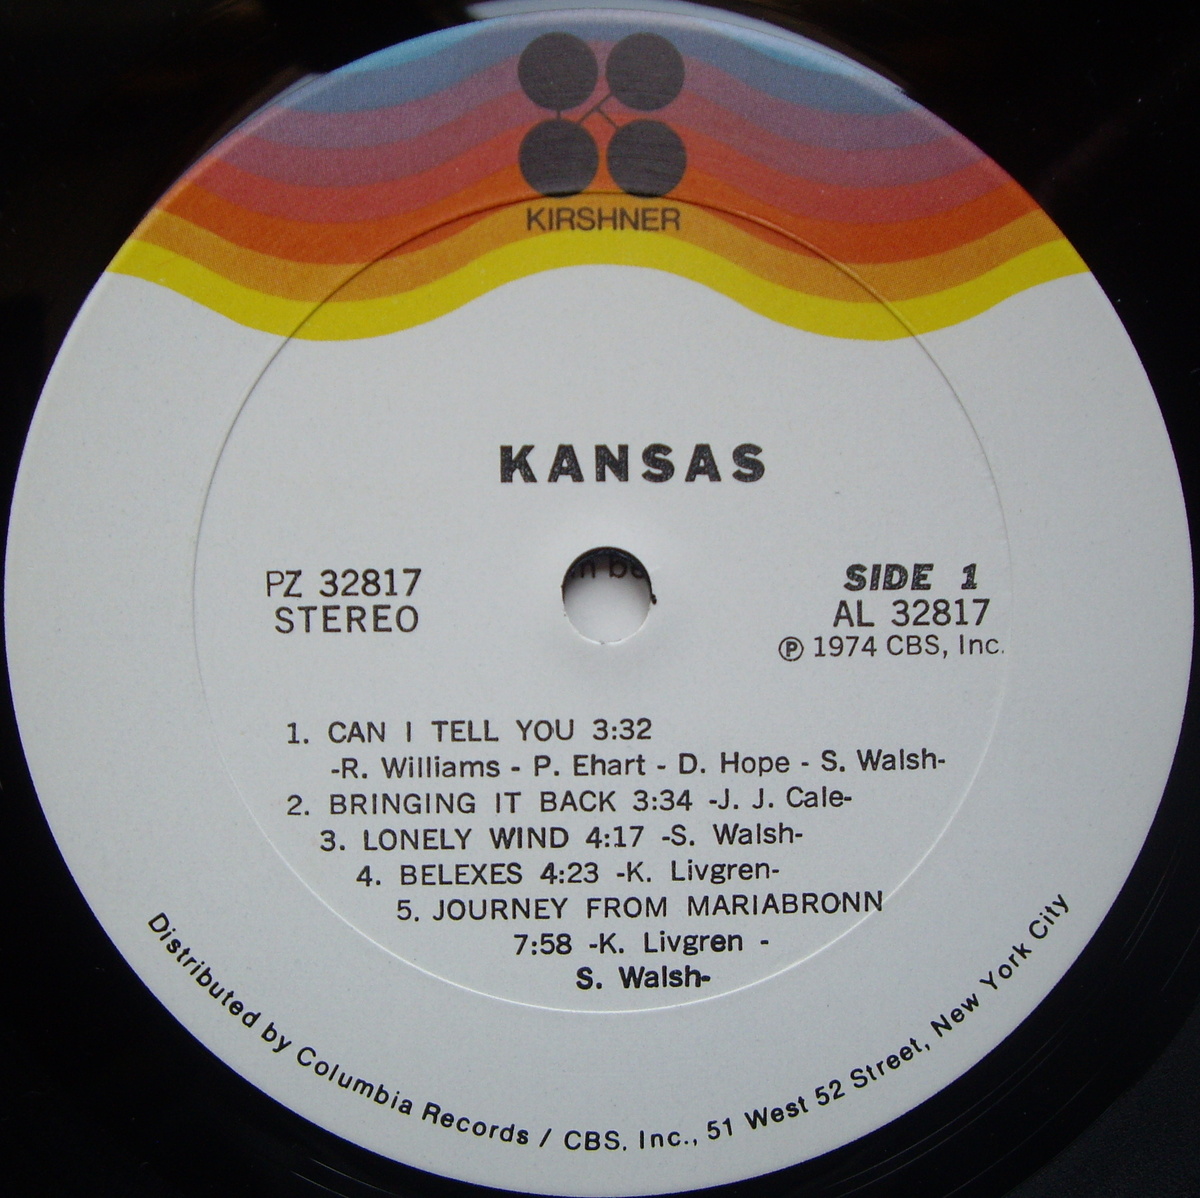 KIRSHNER
KANSAS
PZ 32817
STEREO
SIDE 1
AL 32817
Ⓟ 1974 CBS, Inc.
1. CAN I TELL YOU 3:32
-R. Williams - P. Ehart - D. Hope - S. Walsh-
2. BRINGING IT BACK 3:34 -J. J. Cale-
3. LONELY WIND 4:17 -S. Walsh-
4. BELEXES 4:23 -K. Livgren-
5. JOURNEY FROM MARIABRONN
7:58 -K. Livgren -
S. Walsh-
Distributed by Columbia Records / CBS, Inc., 51 West 52 Street, New York City